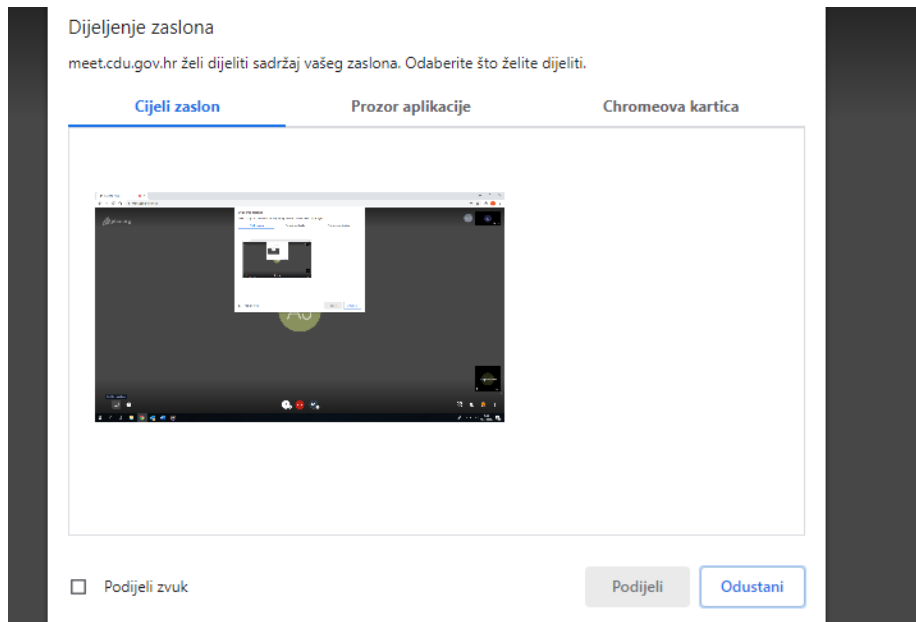 Dijeljenje zaslona
meet.cdu.gov.hr želi dijeliti sadržaj vašeg zaslona. Odaberite što želite dijeliti.
Cijeli zaslon Prozor aplikacije Chromeova kartica
AJ
Podijeli zvuk Podijeli Odustani